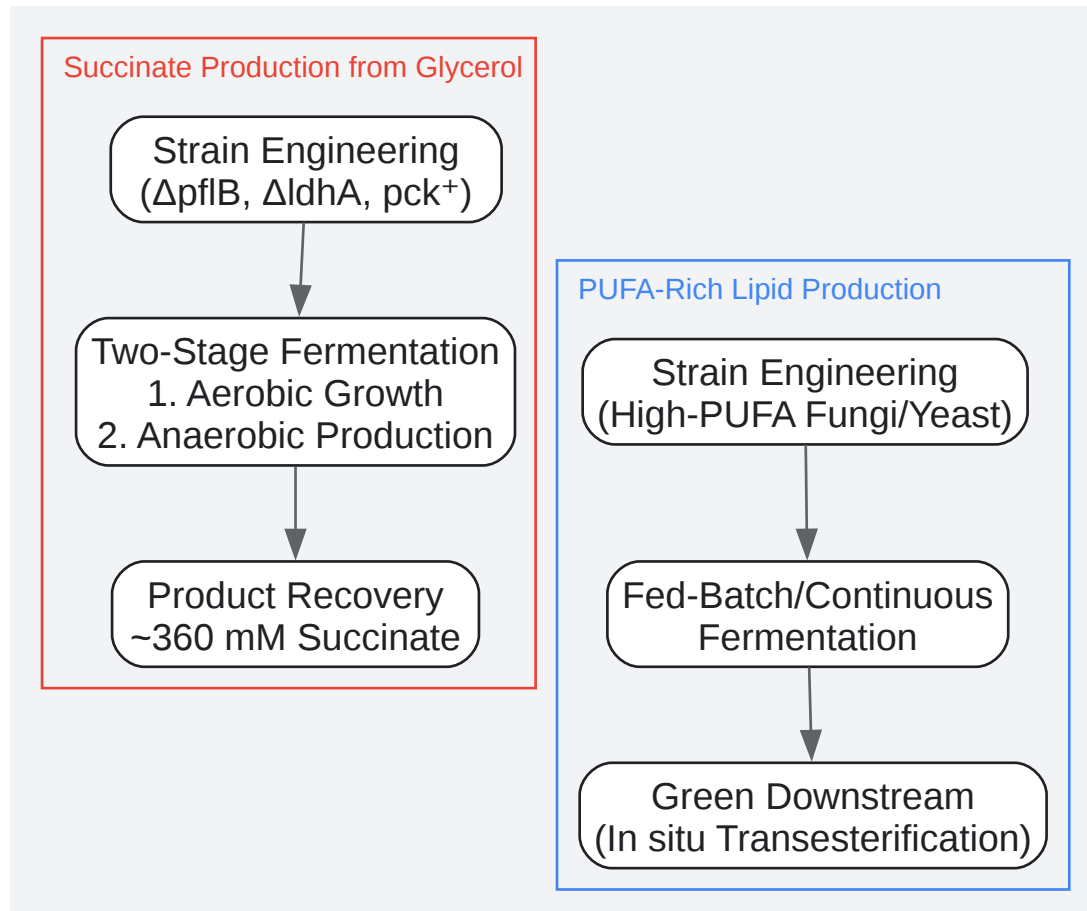 Succinate Production from Glycerol
Strain Engineering
(ΔpflB, ΔldhA, pck⁺)
Two-Stage Fermentation
1. Aerobic Growth
2. Anaerobic Production
Product Recovery
~360 mM Succinate
PUFA-Rich Lipid Production
Strain Engineering
(High-PUFA Fungi/Yeast)
Fed-Batch/Continuous
Fermentation
Green Downstream
(In situ Transesterification)